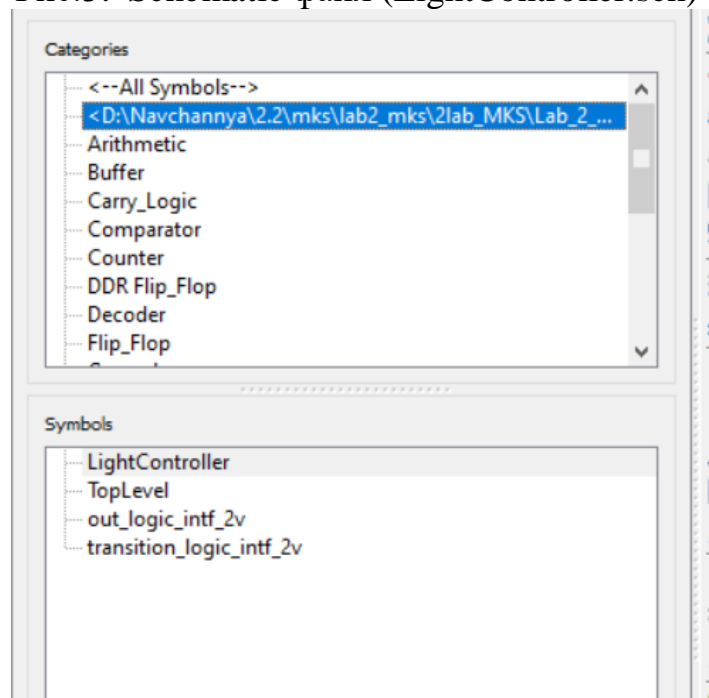 Categories
<--All Symbols-->
<D:\Navchannya\2.2\mks\lab2_mks\2lab_MKS\Lab_2_...
Arithmetic
Buffer
Carry_Logic
Comparator
Counter
DDR Flip_Flop
Decoder
Flip_Flop
Symbols
LightController
TopLevel
out_logic_intf_2v
transition_logic_intf_2v